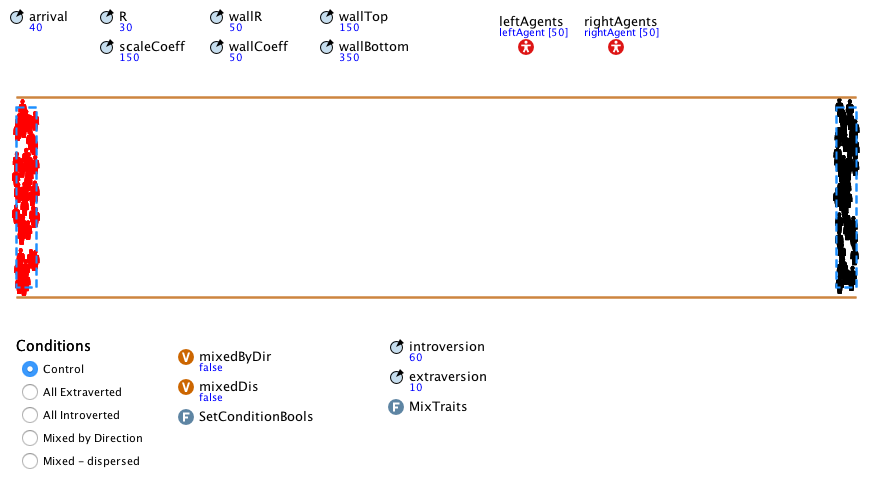 arrival
40
R
30
wallR
50
wallTop
150
leftAgents
leftAgent [50]
rightAgents
rightAgent [50]
scaleCoeff
150
wallCoeff
50
wallBottom
350
Conditions
Control
All Extraverted
All Introverted
Mixed by Direction
Mixed - dispersed
V mixedByDir
false
V mixedDis
false
F SetConditionBools
introversion
60
extraversion
10
F MixTraits